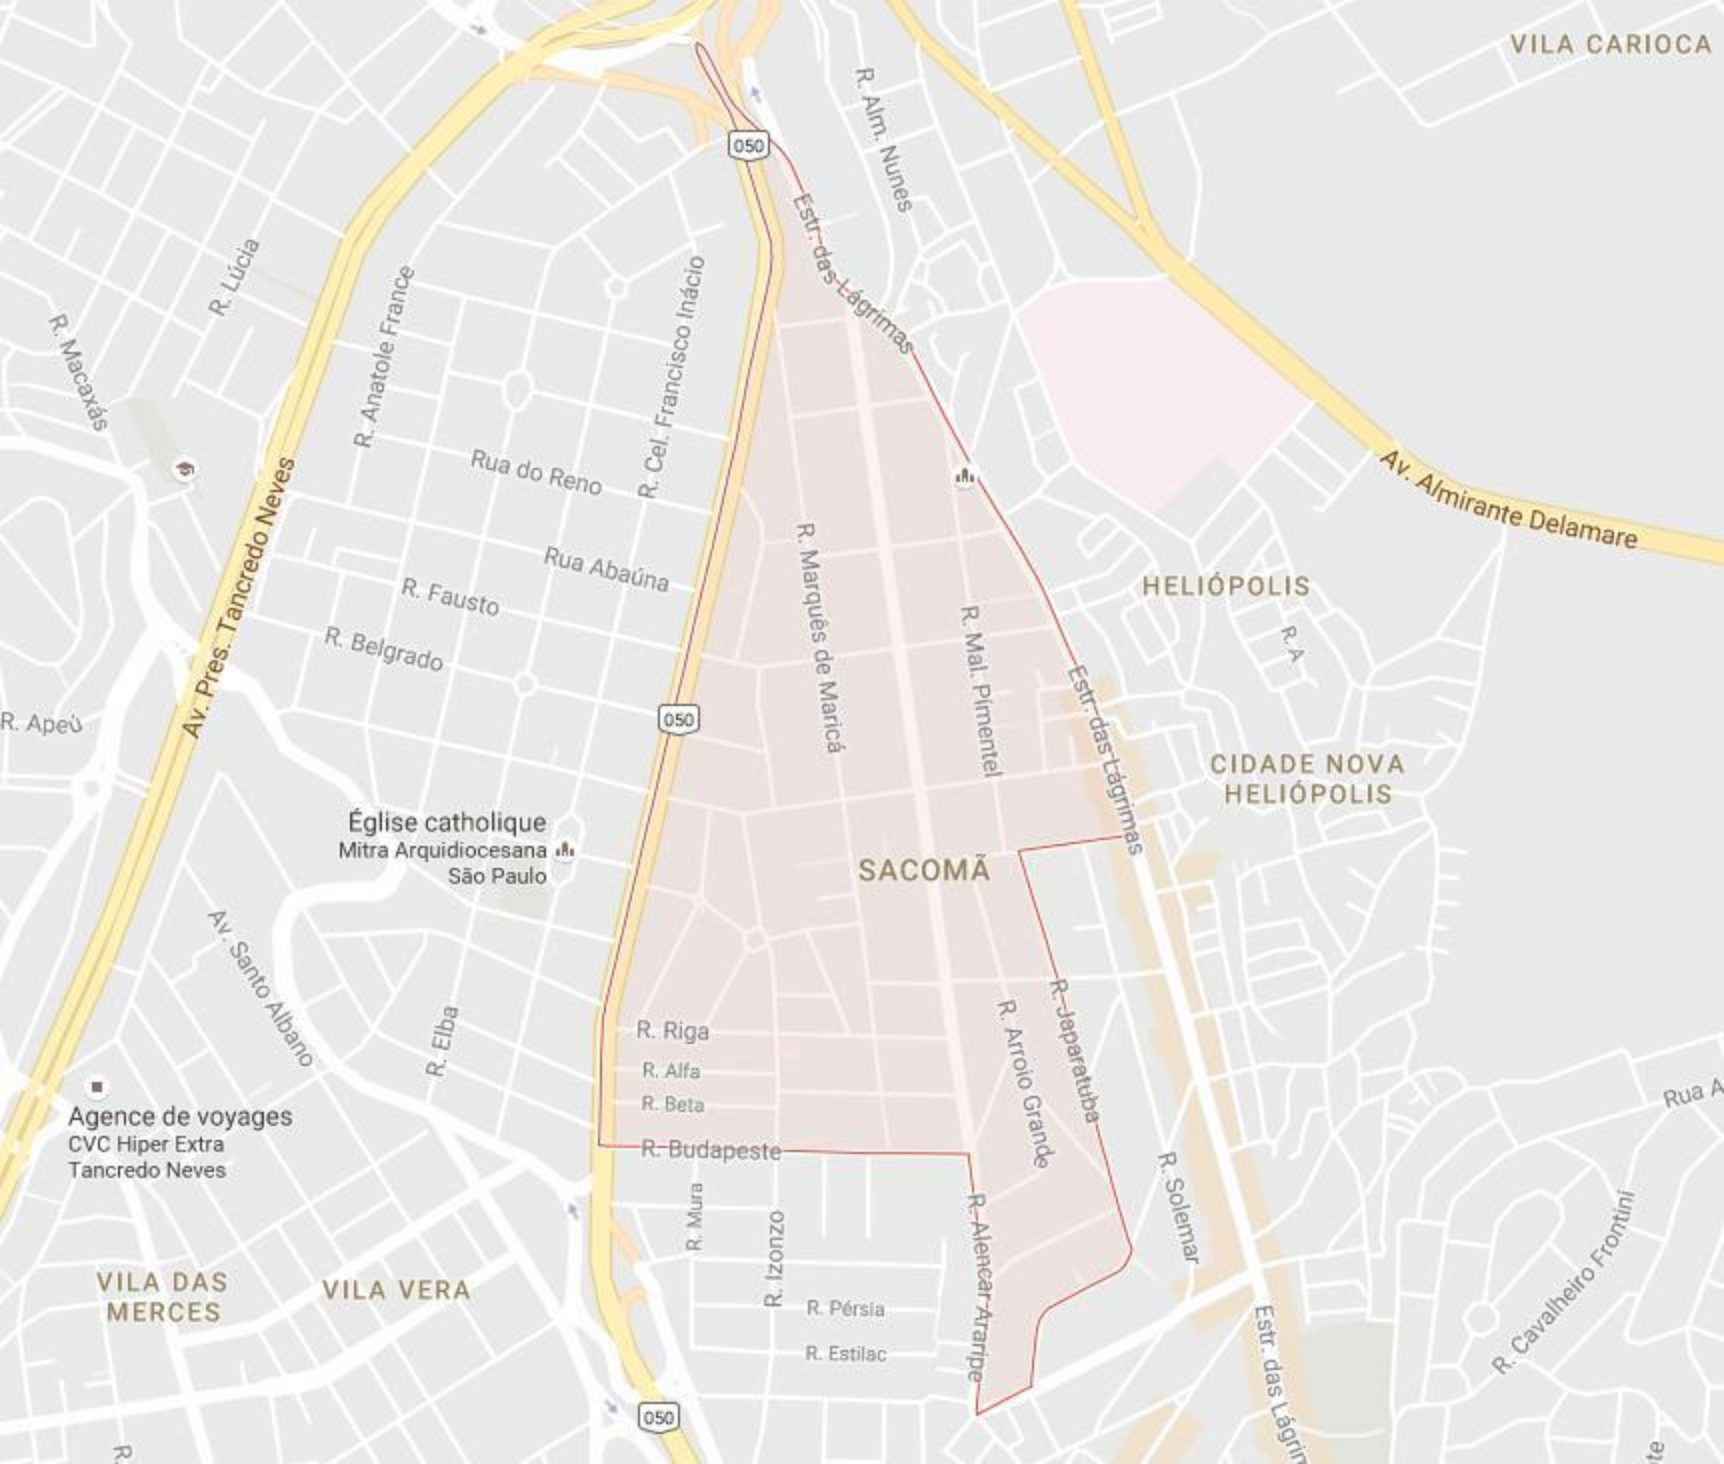 VILA CARIOCA
R. Alm. Nunes
050
Estr. das Lágrimas
R. Lúcia
R. Macaxás
R. Anatole France
R. Cel. Francisco Inácio
Rua do Reno
Av. Pres. Tancredo Neves
Av. Almirante Delamare
Rua Abaúna
R. Fausto
R. Belgrado
R. Marquês de Maricá
R. Mal. Pimentel
HELIÓPOLIS
R. A
R. Apeú
050
Estr. das Lágrimas
CIDADE NOVA
HELIÓPOLIS
Église catholique
Mitra Arquidiocesana
São Paulo
SACOMÃ
Av. Santo Albano
R. Elba
R. Riga
R. Alfa
R. Beta
R. Budapeste
R. Arroio Grande
R. Japaratuba
Rua A
Agence de voyages
CVC Hiper Extra
Tancredo Neves
R. Mura
R. Izonzo
R. Alencar Araripe
R. Solemar
R. Cavalheiro Frontini
VILA DAS
MERCES
VILA VERA
R. Pérsia
R. Estilac
Estr. das Lágrim
050
R.
te